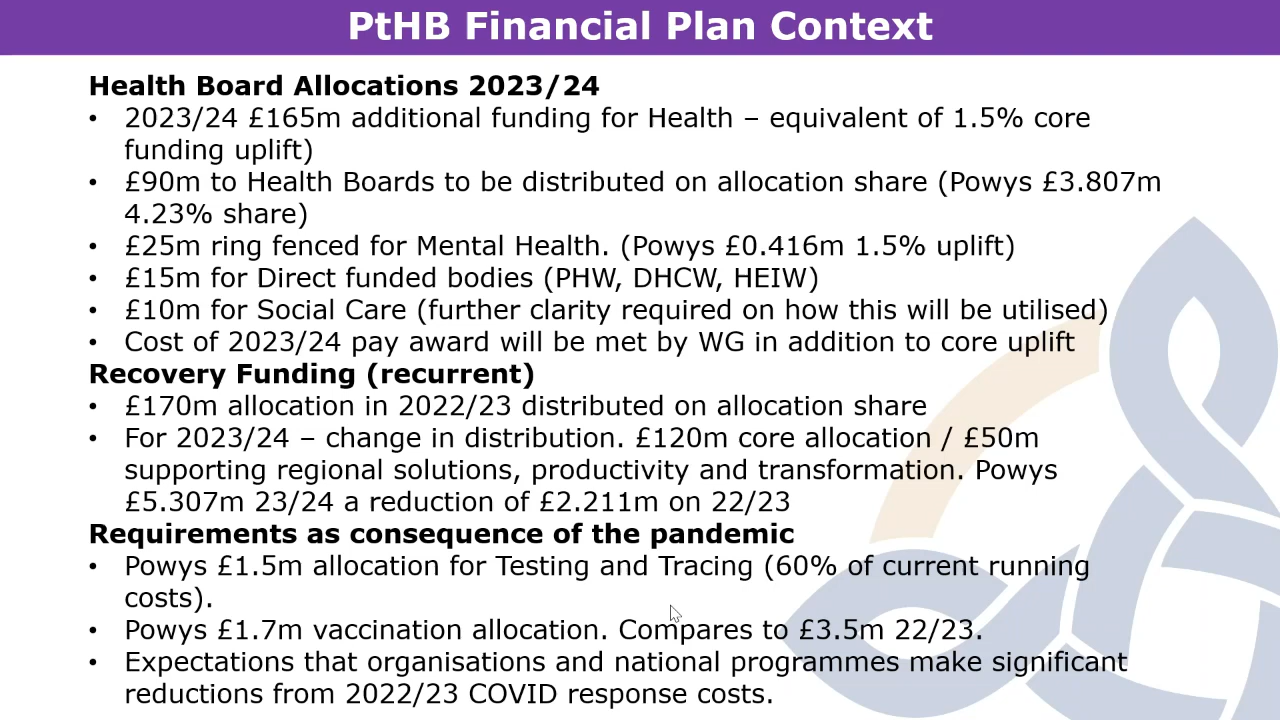 PtHB Financial Plan Context
Health Board Allocations 2023/24
• 2023/24 £165m additional funding for Health – equivalent of 1.5% core
funding uplift)
• £90m to Health Boards to be distributed on allocation share (Powys £3.807m
4.23% share)
• £25m ring fenced for Mental Health. (Powys £0.416m 1.5% uplift)
• £15m for Direct funded bodies (PHW, DHCW, HEIW)
• £10m for Social Care (further clarity required on how this will be utilised)
• Cost of 2023/24 pay award will be met by WG in addition to core uplift
Recovery Funding (recurrent)
• £170m allocation in 2022/23 distributed on allocation share
• For 2023/24 – change in distribution. £120m core allocation / £50m
supporting regional solutions, productivity and transformation. Powys
£5.307m 23/24 a reduction of £2.211m on 22/23
Requirements as consequence of the pandemic
• Powys £1.5m allocation for Testing and Tracing (60% of current running
costs).
• Powys £1.7m vaccination allocation. Compares to £3.5m 22/23.
• Expectations that organisations and national programmes make significant
reductions from 2022/23 COVID response costs.